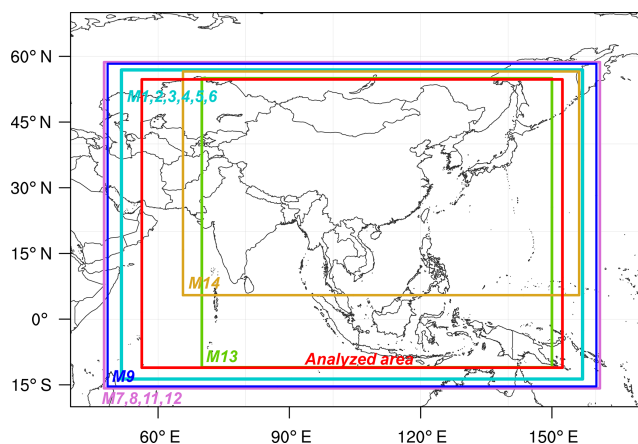 60° N
M1,2,3,4,5,6
45° N
30° N
15° N
M14
0°
M13
Analyzed area
M9
15° S
M7,8,11,12
60° E
90° E
120° E
150° E